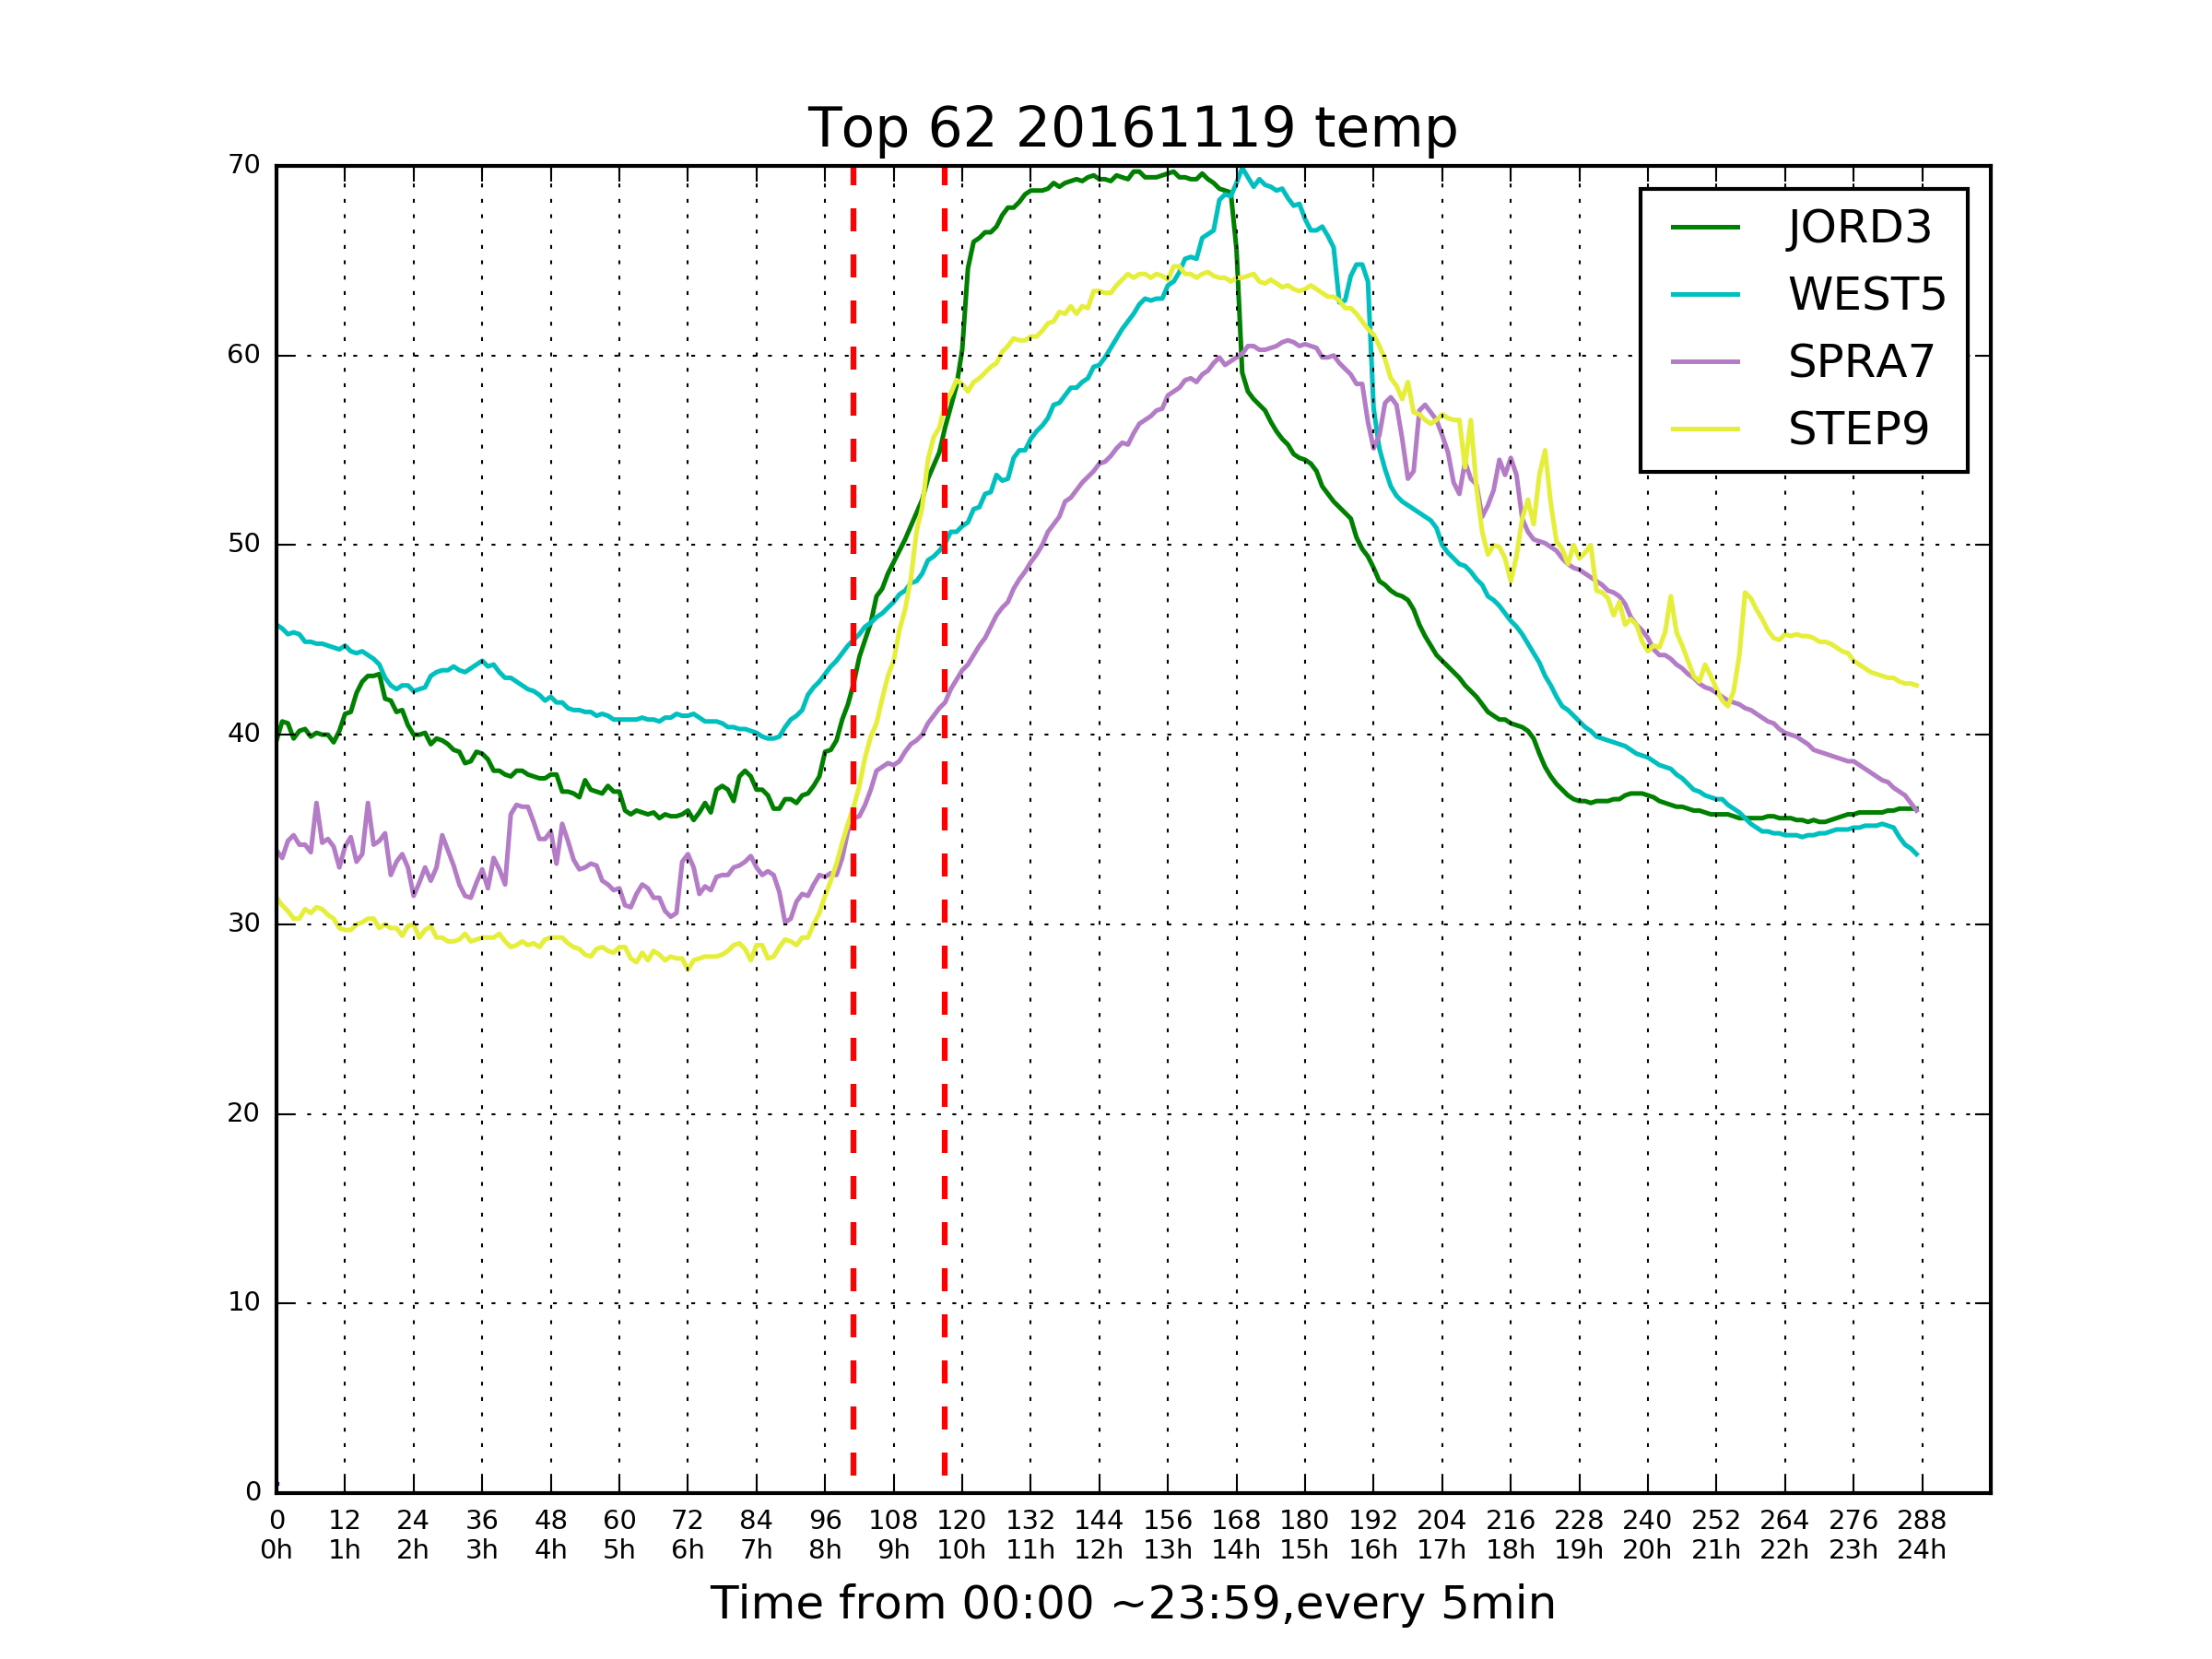 Top 62 20161119 temp
70
60
50
40
30
20
10
0
JORD3
WEST5
SPRA7
STEP9
0 12 24 36 48 60 72 84 96 108 120 132 144 156 168 180 192 204 216 228 240 252 264 276 288
0h 1h 2h 3h 4h 5h 6h 7h 8h 9h 10h 11h 12h 13h 14h 15h 16h 17h 18h 19h 20h 21h 22h 23h 24h
Time from 00:00 ~23:59,every 5min